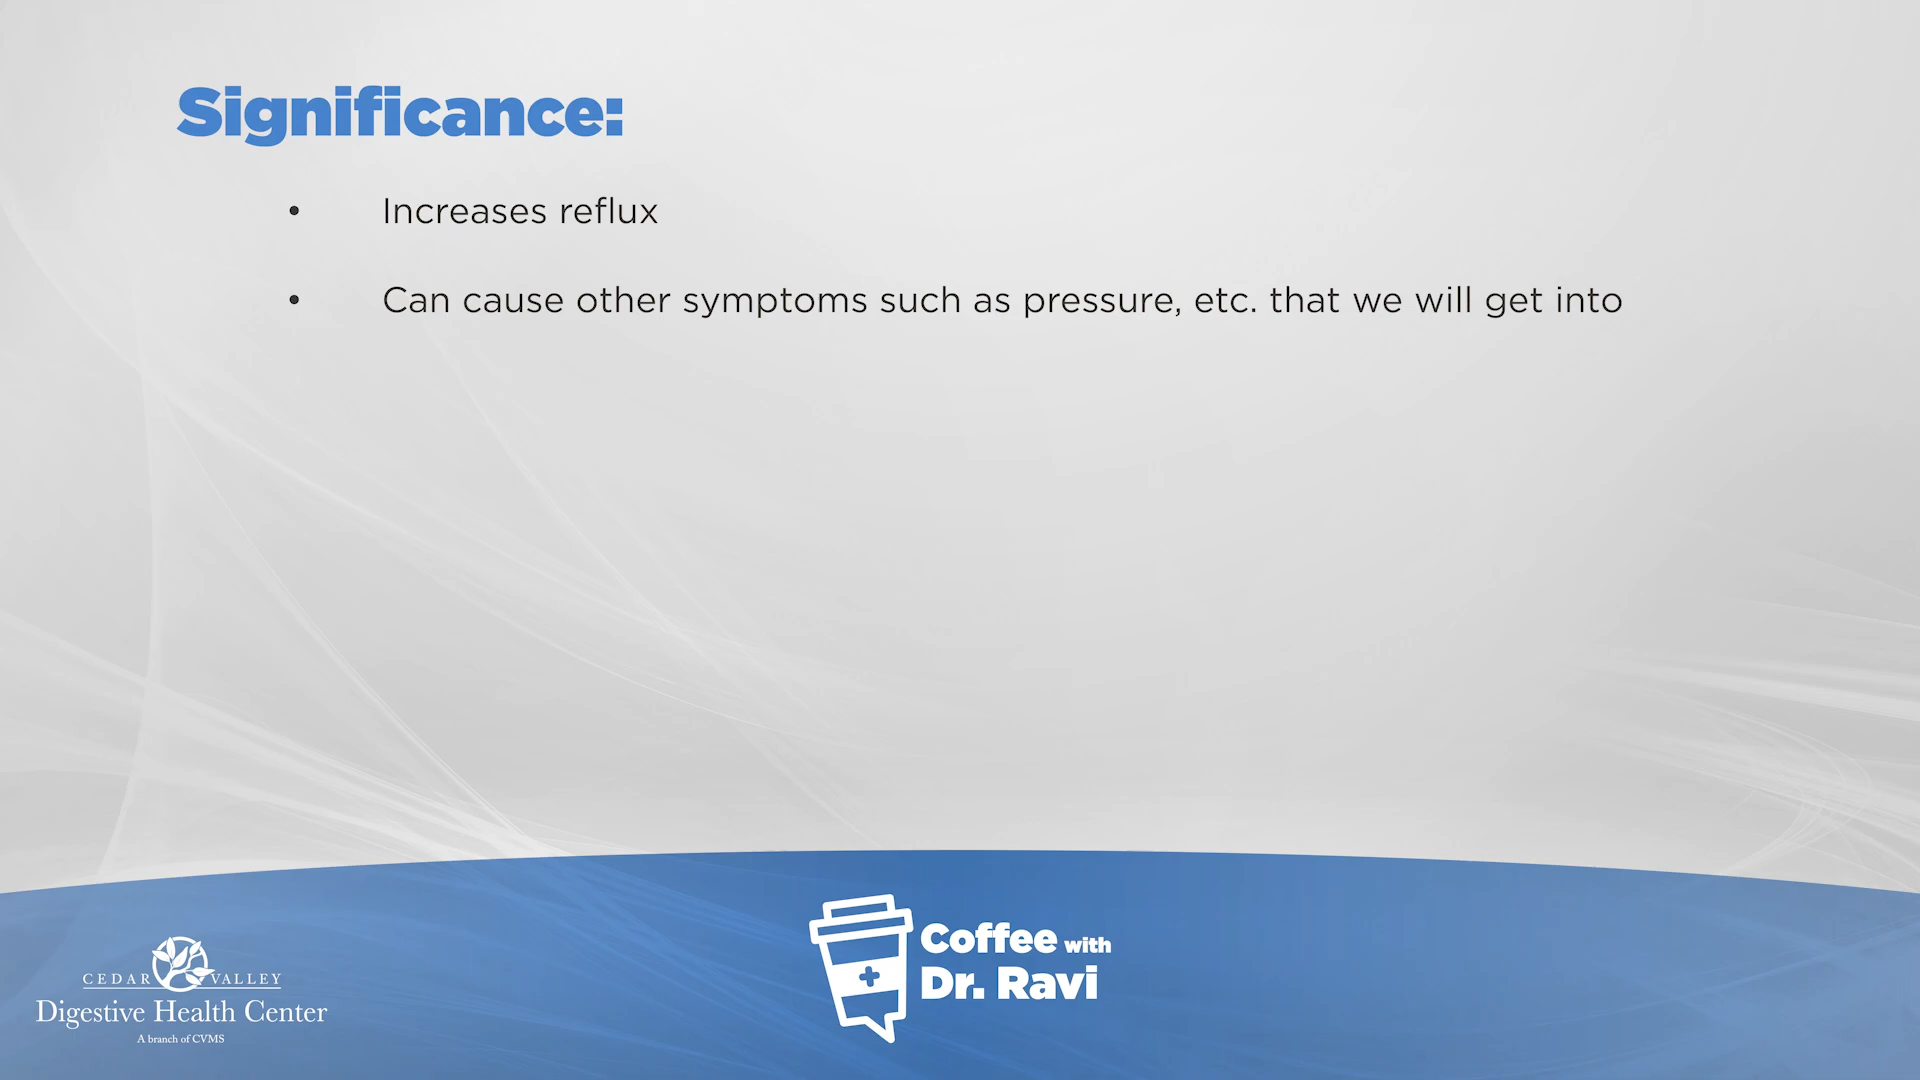 Significance:
• Increases reflux
• Can cause other symptoms such as pressure, etc. that we will get into
CEDAR VALLEY
Digestive Health Center
A branch of CVMS
Coffee with
Dr. Ravi